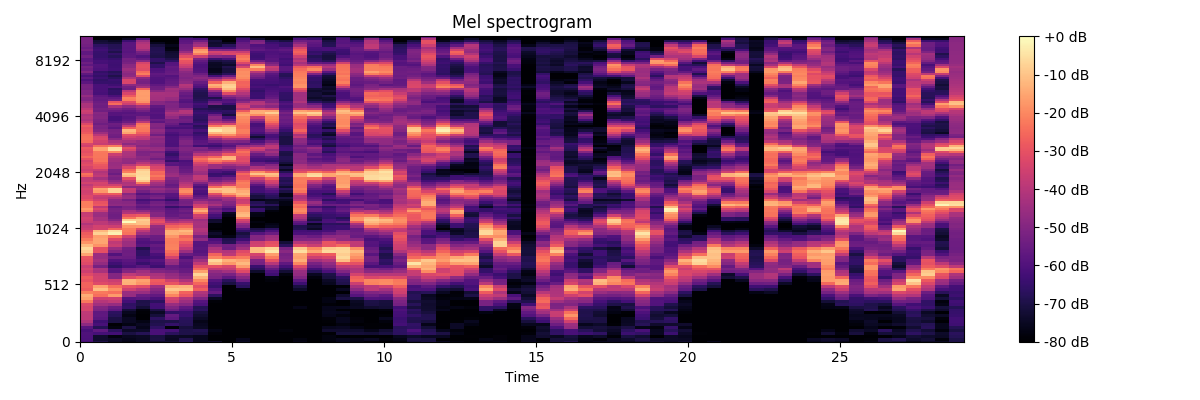 Mel spectrogram
8192
4096
2048
1024
512
0
Hz
0 5 10 15 20 25
Time
+0 dB
-10 dB
-20 dB
-30 dB
-40 dB
-50 dB
-60 dB
-70 dB
-80 dB